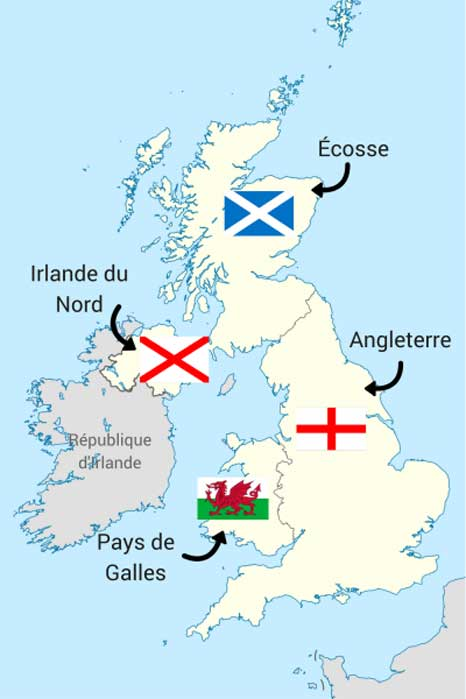 Écosse
Irlande du
Nord
Angleterre
République
d'Irlande
Pays de
Galles